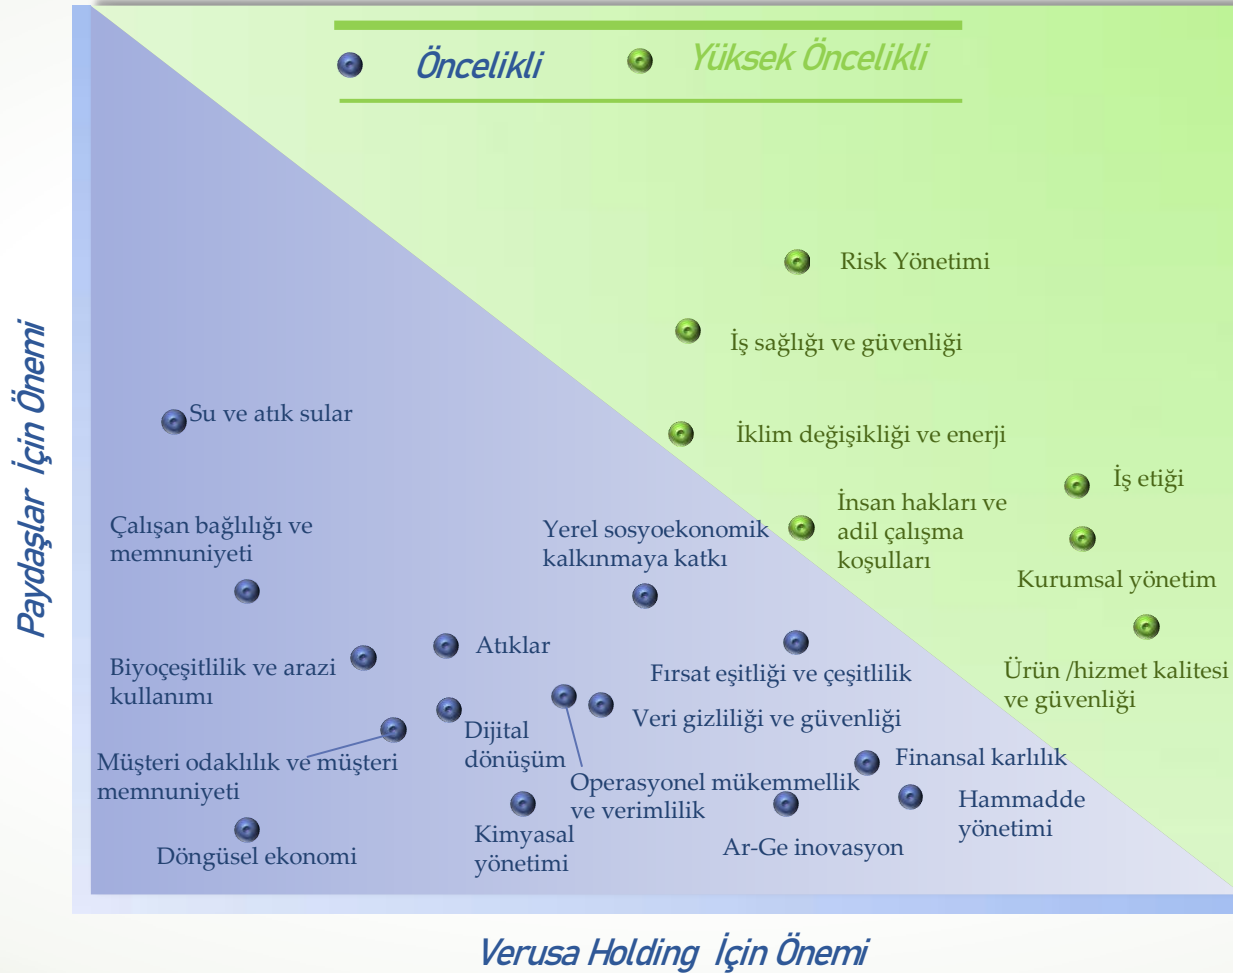 Öncelikli
Yüksek Öncelikli
Risk Yönetimi
İş sağlığı ve güvenliği
Su ve atık sular
İklim değişikliği ve enerji
İş etiği
İnsan hakları ve
adil çalışma
koşulları
Çalışan bağlılığı ve
memnuniyeti
Yerel sosyoekonomik
kalkınmaya katkı
Kurumsal yönetim
Atıklar
Biyoçeşitlilik ve arazi
kullanımı
Fırsat eşitliği ve çeşitlilik
Ürün /hizmet kalitesi
ve güvenliği
Veri gizliliği ve güvenliği
Dijital
dönüşüm
Müşteri odaklılık ve müşteri
memnuniyeti
Finansal karlılık
Operasyonel mükemmellik
ve verimlilik
Hammadde
yönetimi
Kimyasal
yönetimi
Ar-Ge inovasyon
Döngüsel ekonomi
Paydaşlar İçin Önemi
Verusa Holding İçin Önemi